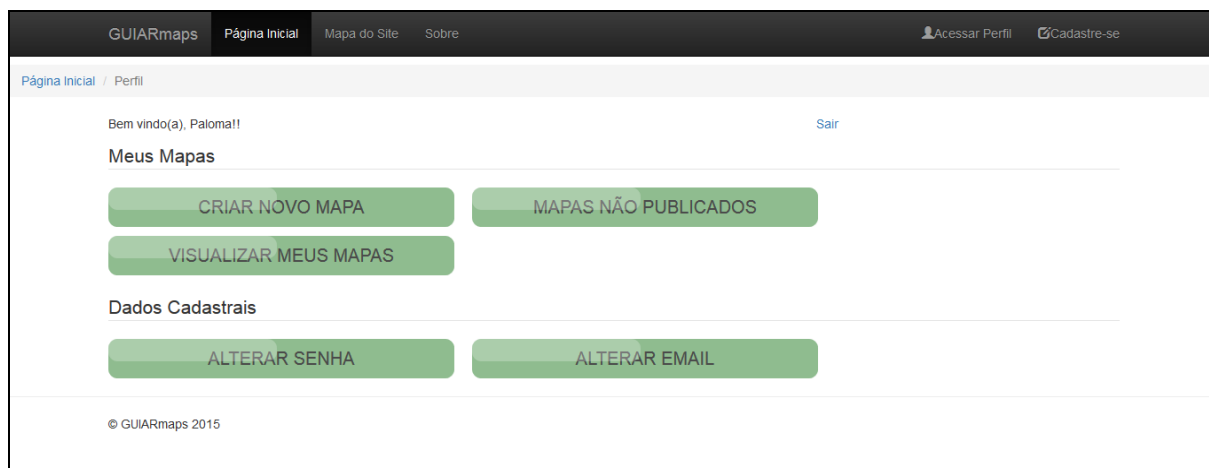 GUIARmaps Página Inicial Mapa do Site Sobre Acessar Perfil Cadastre-se
Página Inicial / Perfil
Bem vindo(a), Paloma!! Sair
Meus Mapas
CRIAR NOVO MAPA MAPAS NÃO PUBLICADOS
VISUALIZAR MEUS MAPAS
Dados Cadastrais
ALTERAR SENHA ALTERAR EMAIL
© GUIARmaps 2015